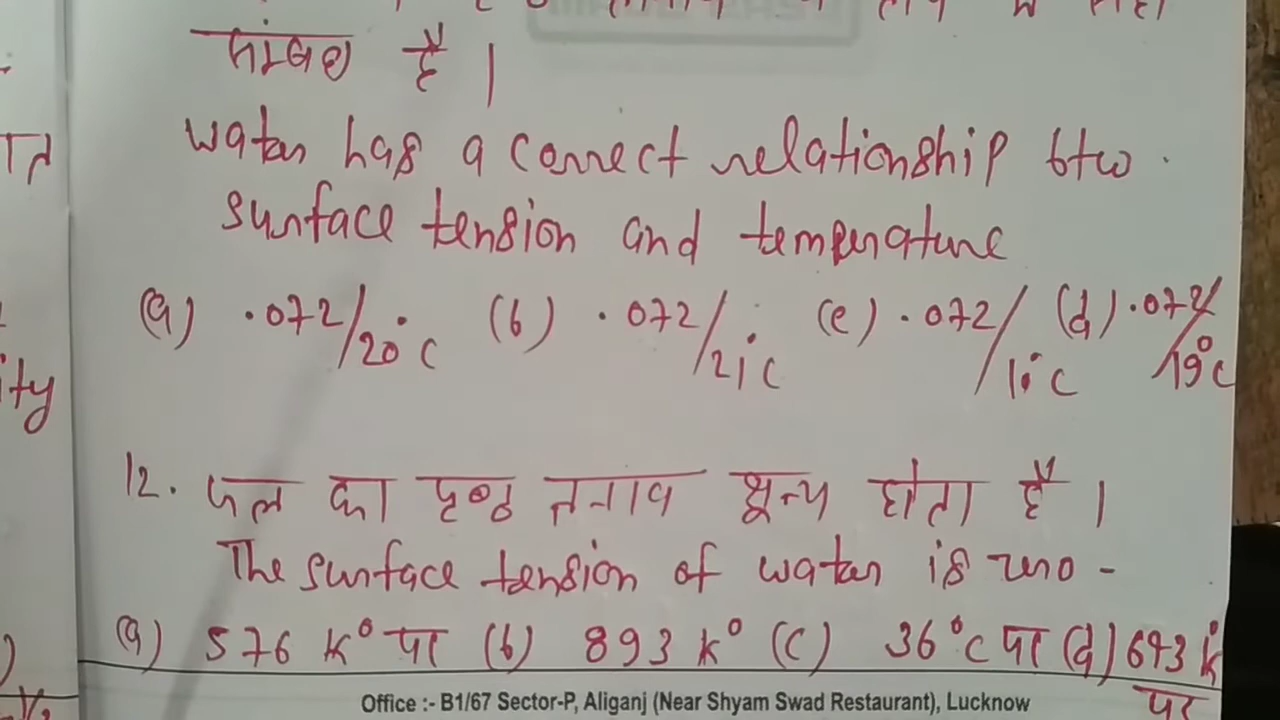 संबंध है ।
water has a correct relationship btw.
surface tension and temperature
(a) .072/20°C (b) .072/21°C (c) .072/10°C (d) .072/19°C
12. जल का पृष्ठ तनाव शून्य होता है ।
The surface tension of water is zero -
(a) 576 K° पर (b) 893 K° (C) 36°C पर (d) 643 K° पर
Office :- B1/67 Sector-P, Aliganj (Near Shyam Swad Restaurant), Lucknow